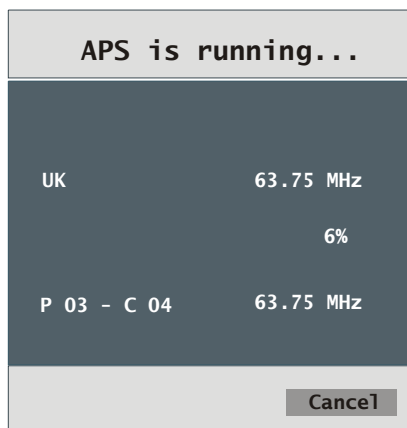 APS is running...
UK 63.75 MHz
6%
P 03 - C 04 63.75 MHz
Cancel